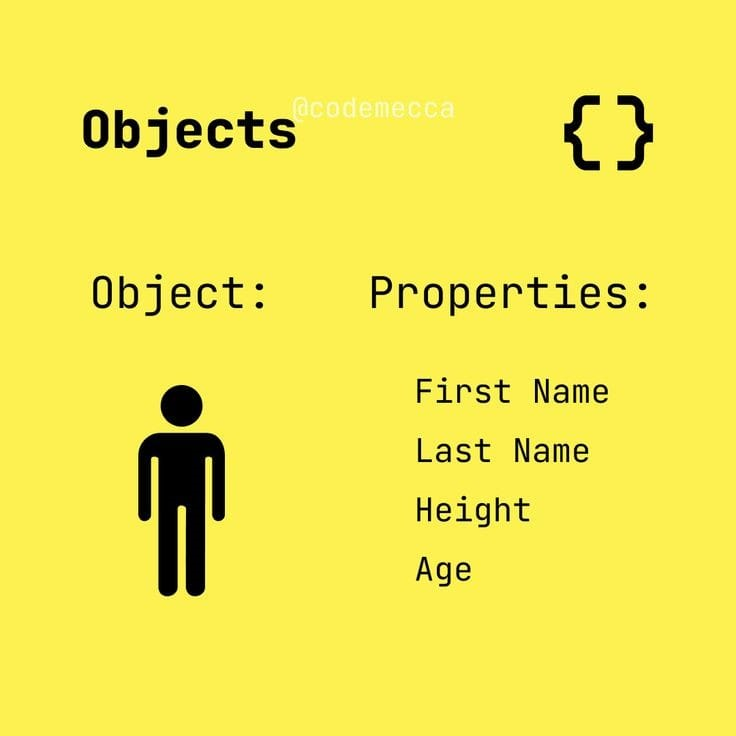 @codemecca
Objects {}
Object: Properties:
First Name
Last Name
Height
Age